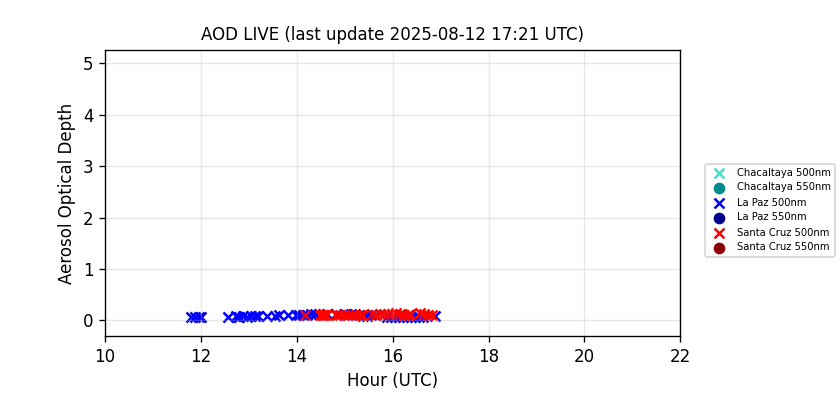 AOD LIVE (last update 2025-08-12 17:21 UTC)
Aerosol Optical Depth
5
4
3
2
1
0
10 12 14 16 18 20 22
Hour (UTC)
Chacaltaya 500nm
Chacaltaya 550nm
La Paz 500nm
La Paz 550nm
Santa Cruz 500nm
Santa Cruz 550nm